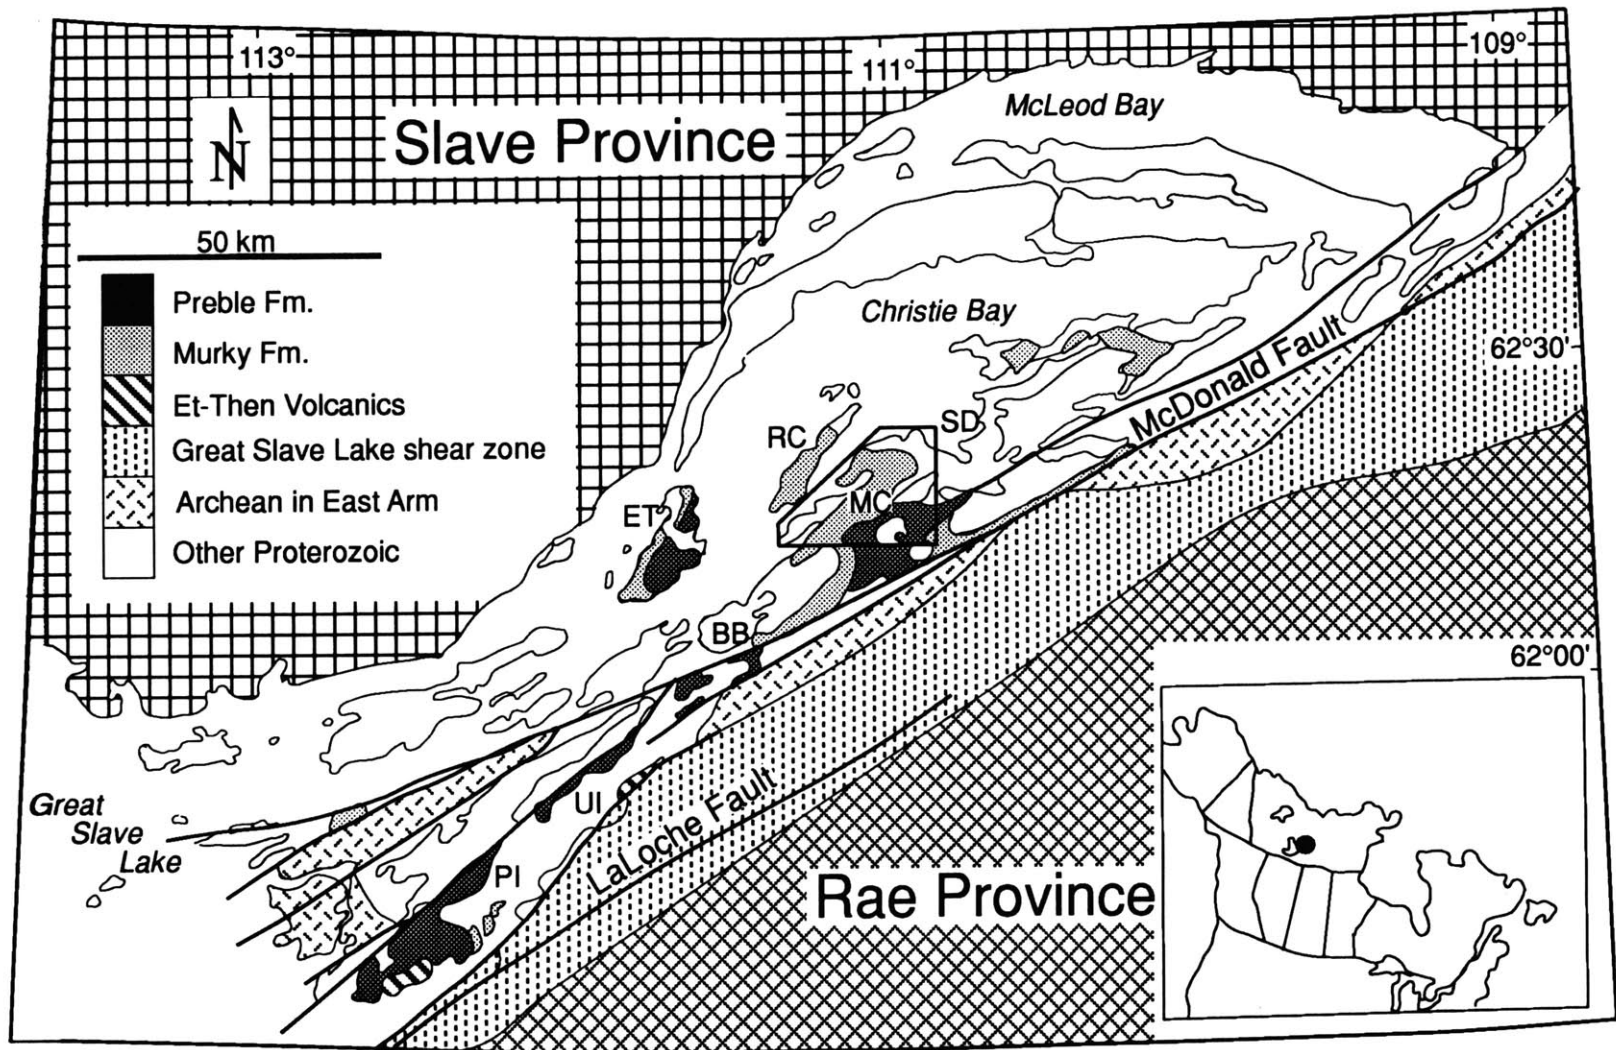 113°
111°
109°
McLeod Bay
N
Slave Province
50 km
Preble Fm.
Murky Fm.
Et-Then Volcanics
Great Slave Lake shear zone
Archean in East Arm
Other Proterozoic
Christie Bay
62°30'
McDonald Fault
RC
SD
MC
ET
BB
62°00'
UI
Great
Slave
Lake
LaLoche Fault
PI
Rae Province